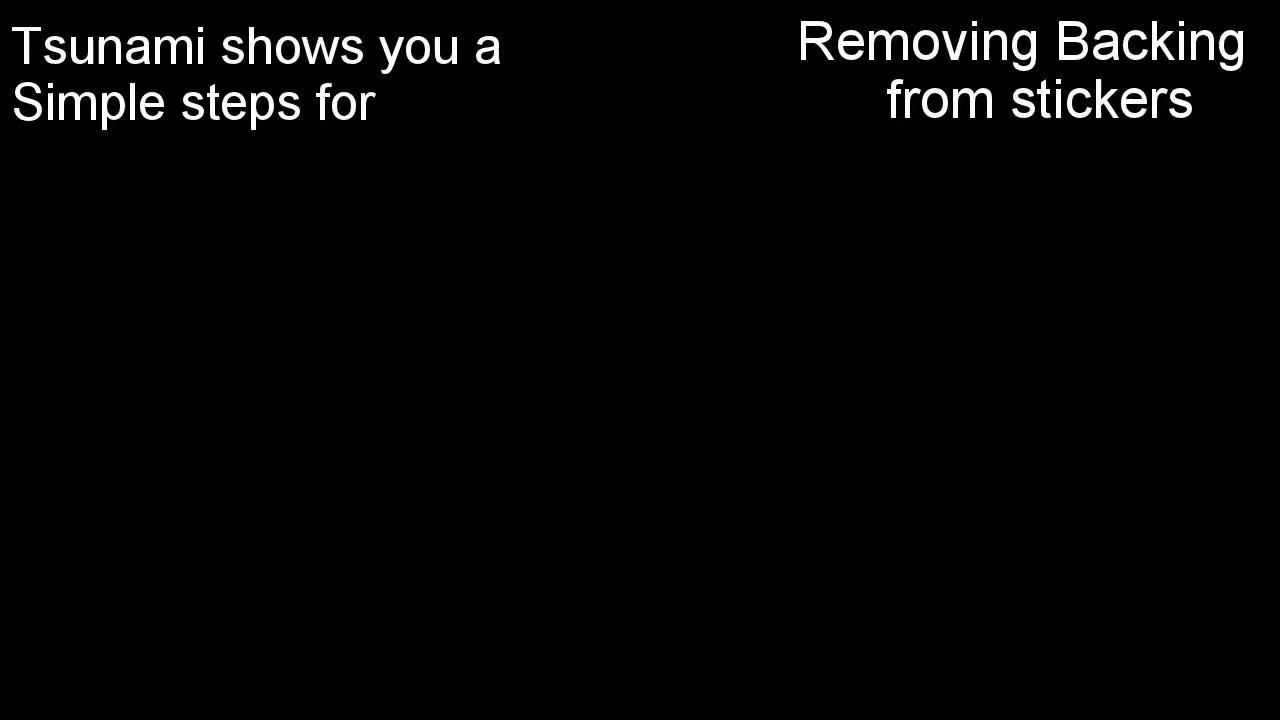 Tsunami shows you a
Simple steps for
Removing Backing
from stickers